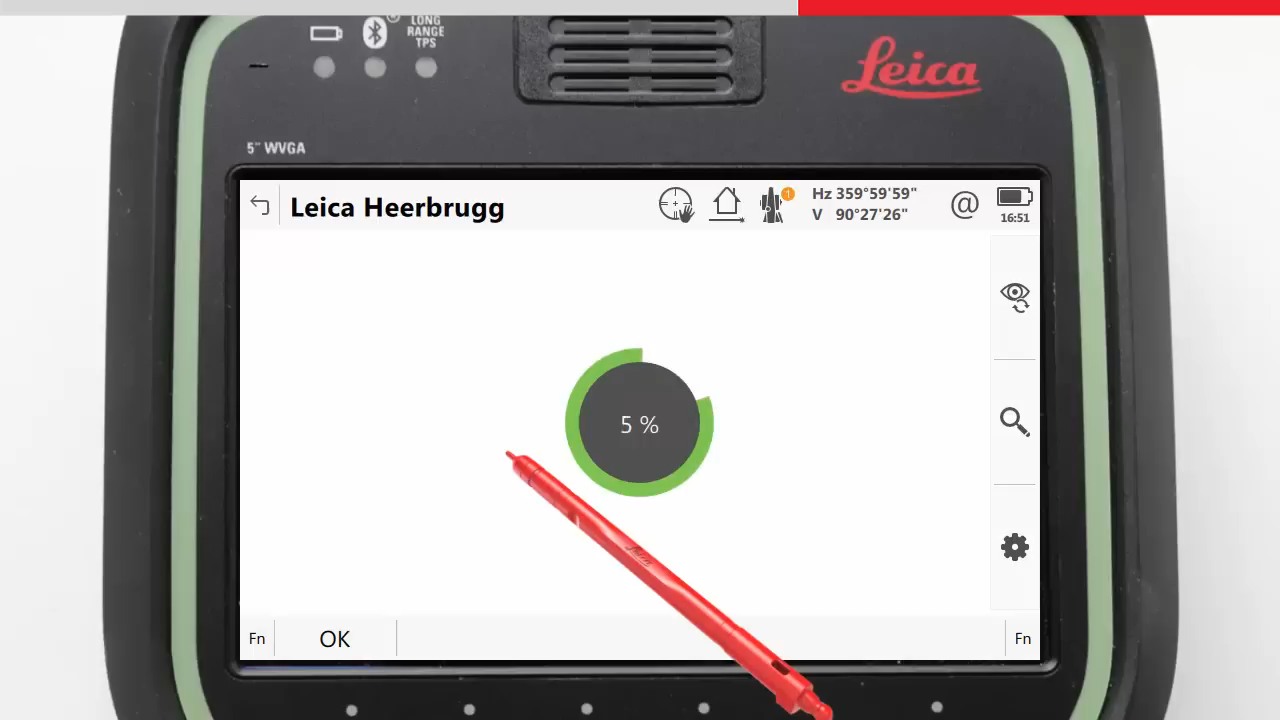 LONG
RANGE
TPS
Leica
5" WVGA
Leica Heerbrugg
1
Hz 359°59'59"
V 90°27'26"
@
16:51
5 %
Leica
Fn
OK
Fn